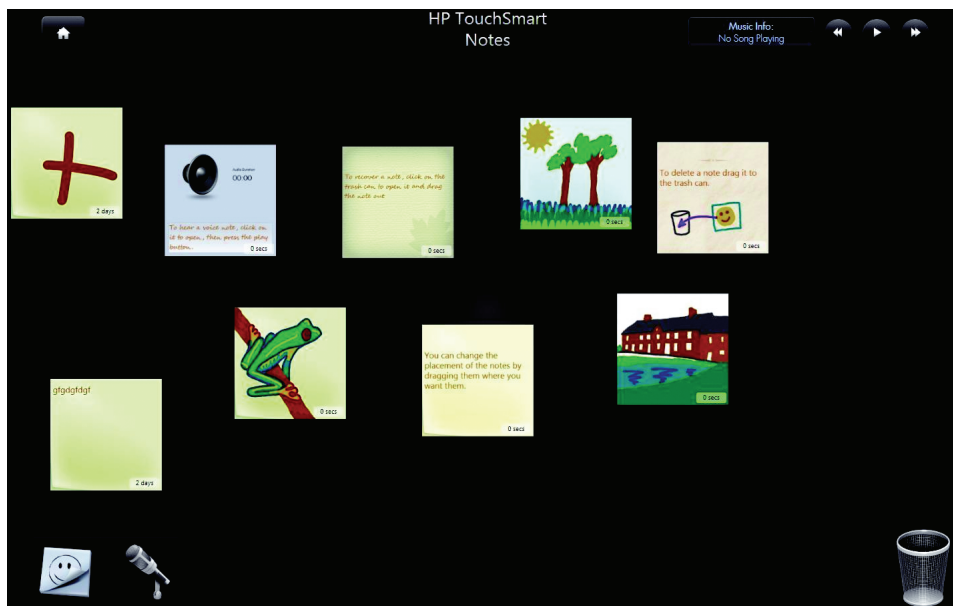 HP TouchSmart
Notes
Music Info:
No Song Playing
2 days
Audio Duration
00:00
To hear a voice note, click on
it to open, then press the play
button.
0 secs
To recover a note, click on the
trash can to open it and drag
the note out
0 secs
0 secs
To delete a note drag it to
the trash can.
0 secs
0 secs
You can change the
placement of the notes by
dragging them where you
want them.
0 secs
0 secs
gfgdgfdgf
2 days